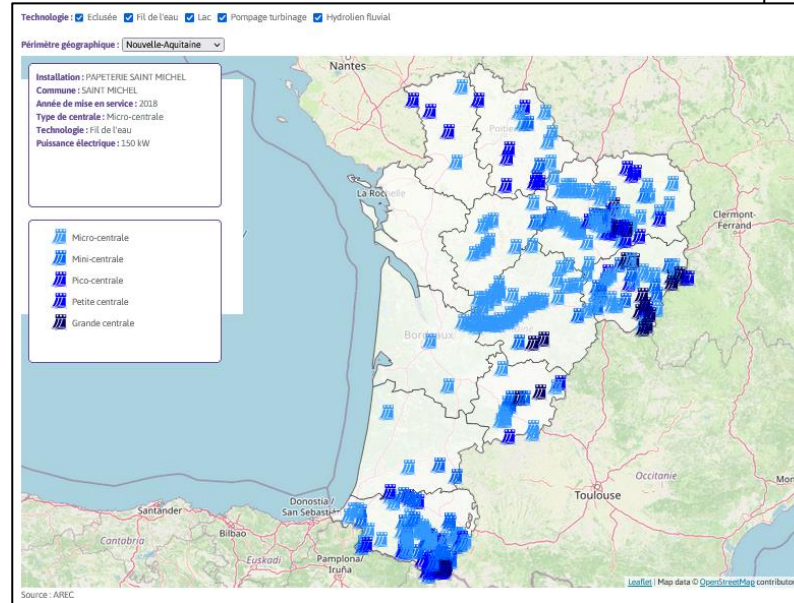 Technologie : Eclusée Fil de l'eau Lac Pompage turbinage Hydrolien fluvial
Périmètre géographique : Nouvelle-Aquitaine
Installation : PAPETERIE SAINT MICHEL
Commune : SAINT MICHEL
Année de mise en service : 2018
Type de centrale : Micro-centrale
Technologie : Fil de l'eau
Puissance électrique : 150 kW
Micro-centrale
Mini-centrale
Pico-centrale
Petite centrale
Grande centrale
Nantes
Poitiers
La Rochelle
Clermont-
Ferrand
Bordeaux
Toulouse
Occitanie
Santander
Bilbao
Donostia /
San Sebastián
Cantabria
Euskadi
Pamplona/
Iruña
Leaflet | Map data © OpenStreetMap contributor
Source : AREC